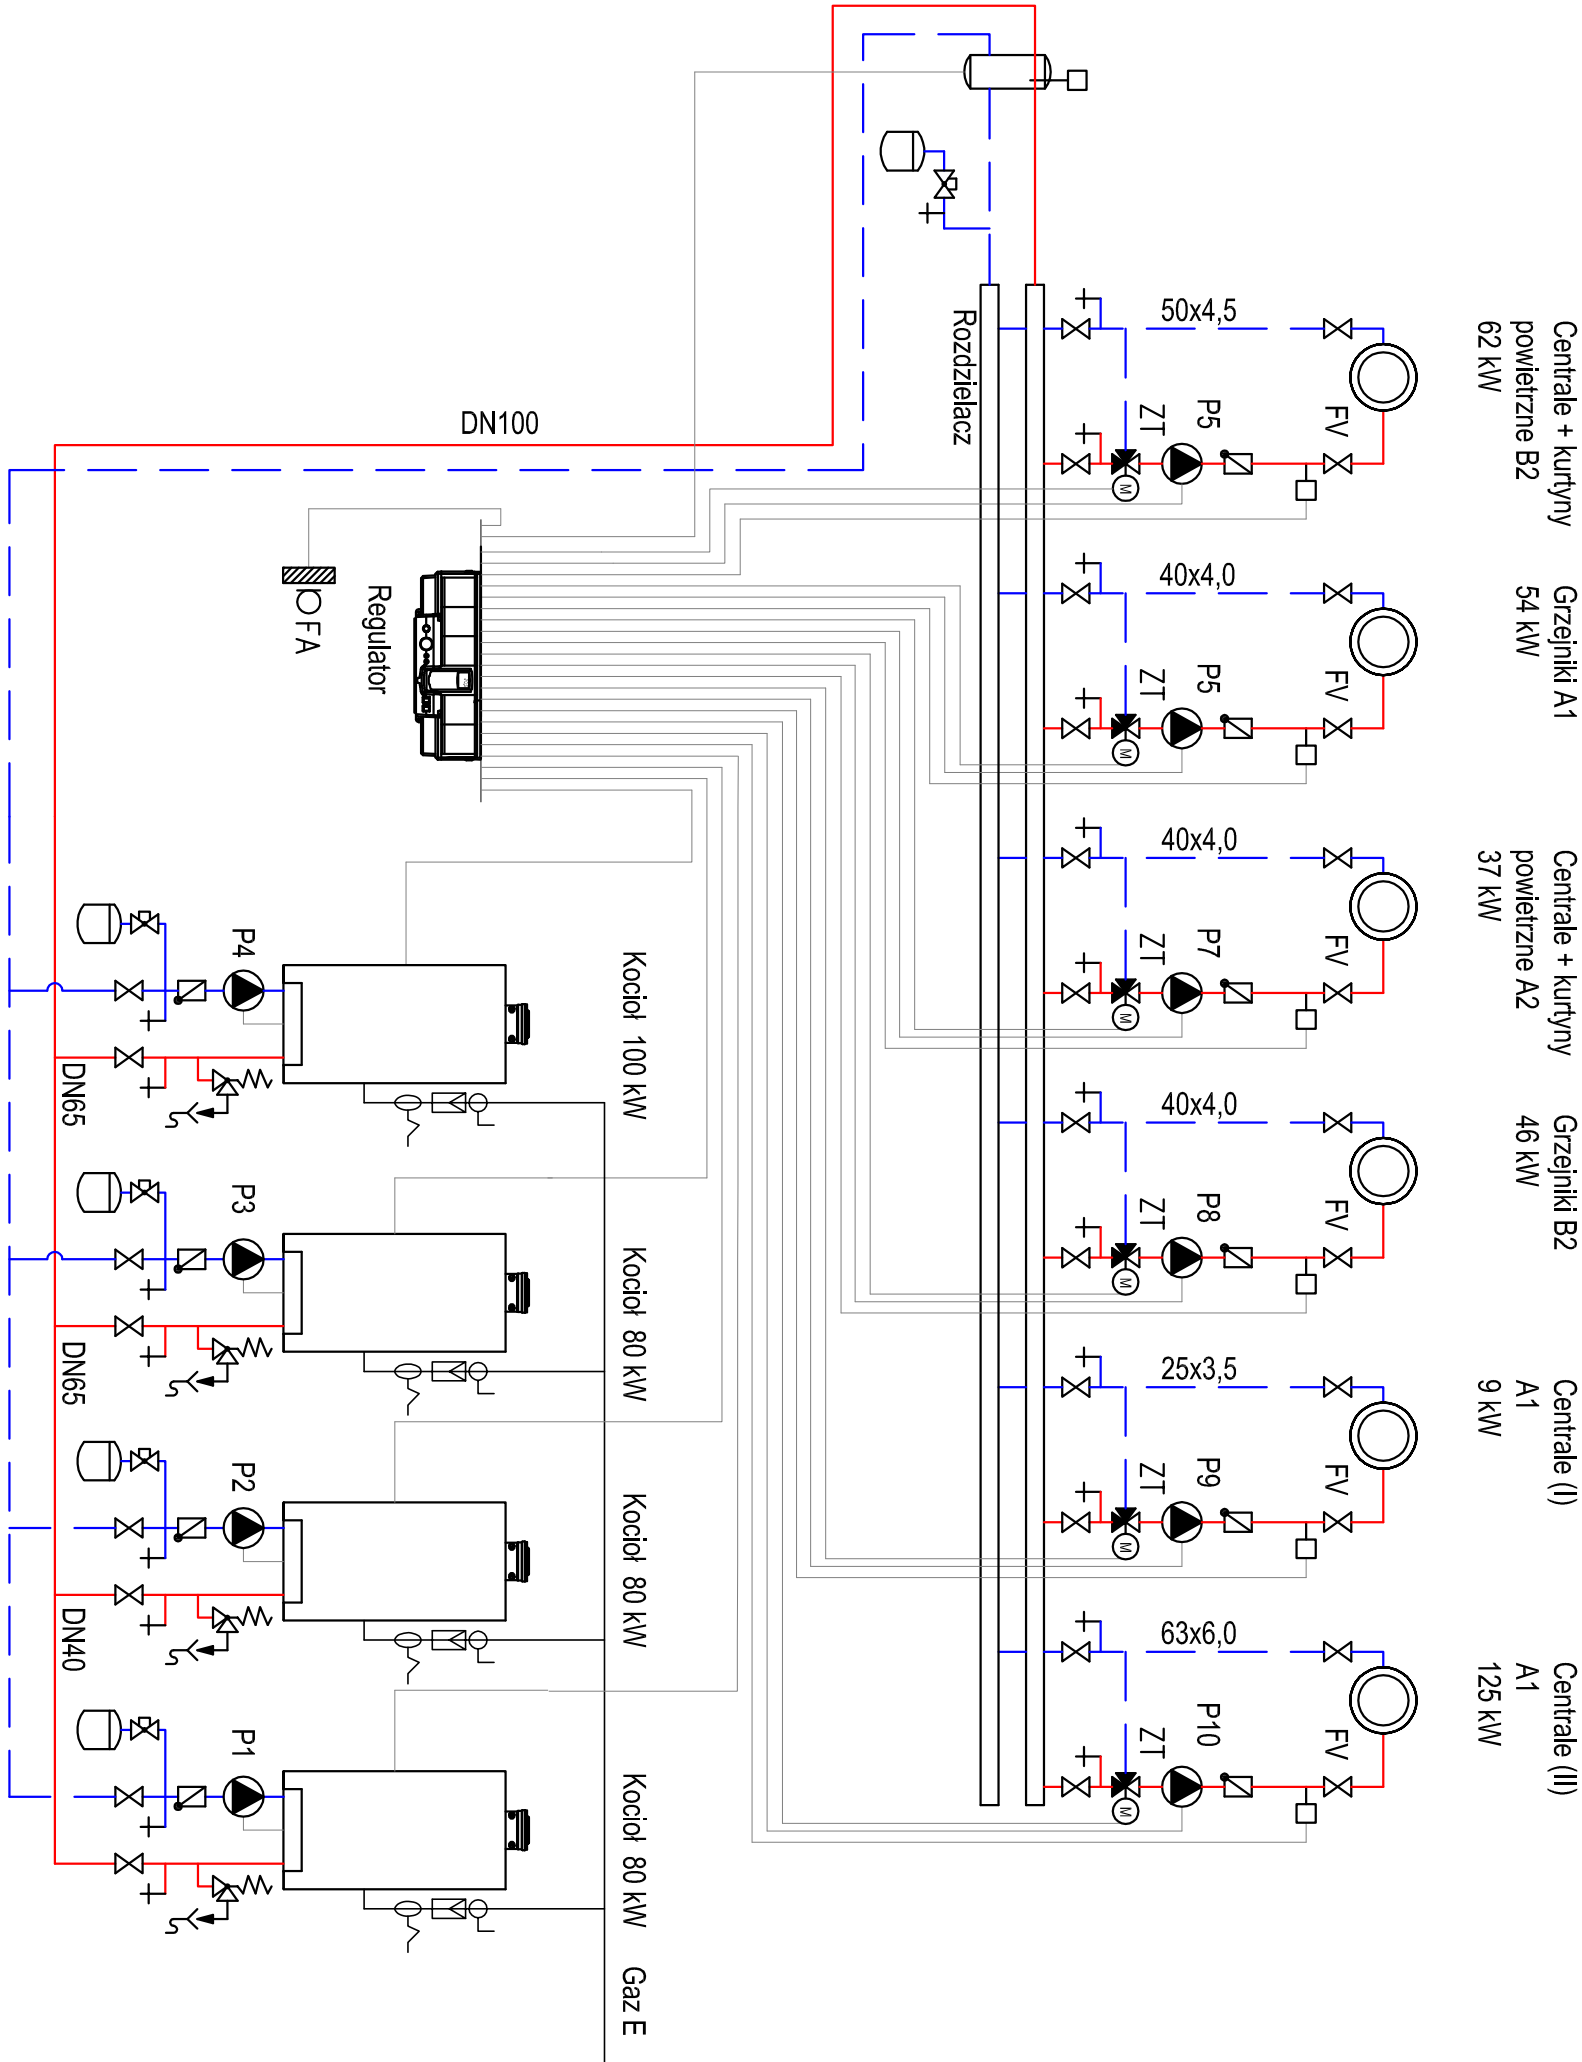 Centrale + kurtyny
powietrzne B2
62 kW
Grzejniki A1
54 kW
Centrale + kurtyny
powietrzne A2
37 kW
Grzejniki B2
46 kW
Centrale (I)
A1
9 kW
Centrale (II)
A1
125 kW
FV
FV
FV
FV
FV
FV
50x4,5
P5
40x4,0
P5
40x4,0
P7
40x4,0
P8
25x3,5
P9
63x6,0
P10
ZT
ZT
ZT
ZT
ZT
ZT
M
M
M
M
M
M
Rozdzielacz
Kocioł 100 kW
Kocioł 80 kW
Kocioł 80 kW
Kocioł 80 kW
Gaz E
DN100
Regulator
FA
P4
P3
P2
P1
DN65
DN65
DN40